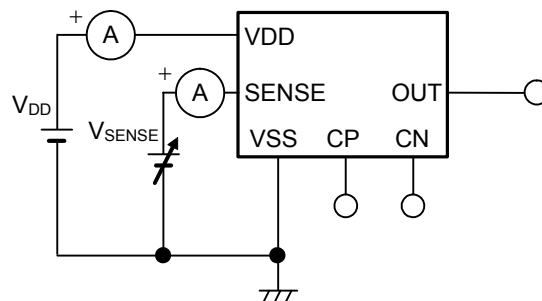 +
A
VDD
+
A
SENSE
OUT
VDD
VSENSE
VSS
CP
CN